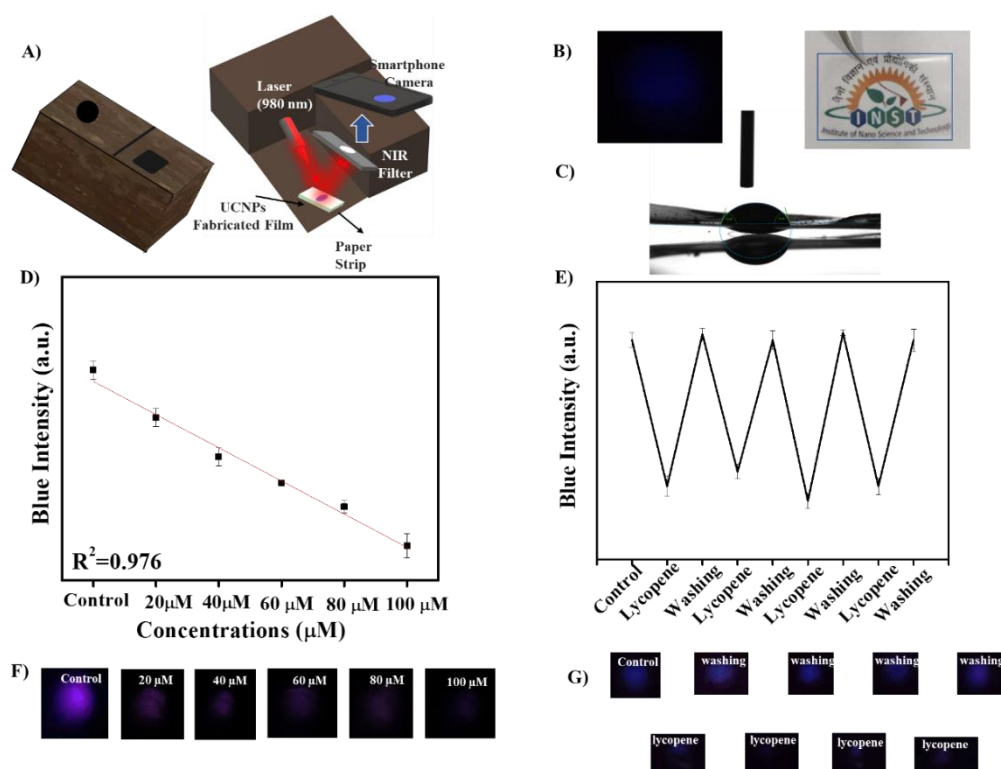 A)
Laser
(980 nm)
Smartphone
Camera
NIR
Filter
UCNPs
Fabricated Film
Paper
Strip
B)
नैनो विज्ञान एवं प्रौद्योगिकी संस्थान
INST
Institute of Nano Science and Technology
C)
D)
Blue Intensity (a.u.)
R²=0.976
Control 20μM 40μM 60 μM 80 μM 100 μM
Concentrations (μM)
E)
Blue Intensity (a.u.)
Control
Lycopene
Washing
Lycopene
Washing
Lycopene
Washing
Lycopene
Washing
F)
Control 20 μM 40 μM 60 μM 80 μM 100 μM
G)
Control washing washing washing washing
lycopene lycopene lycopene lycopene